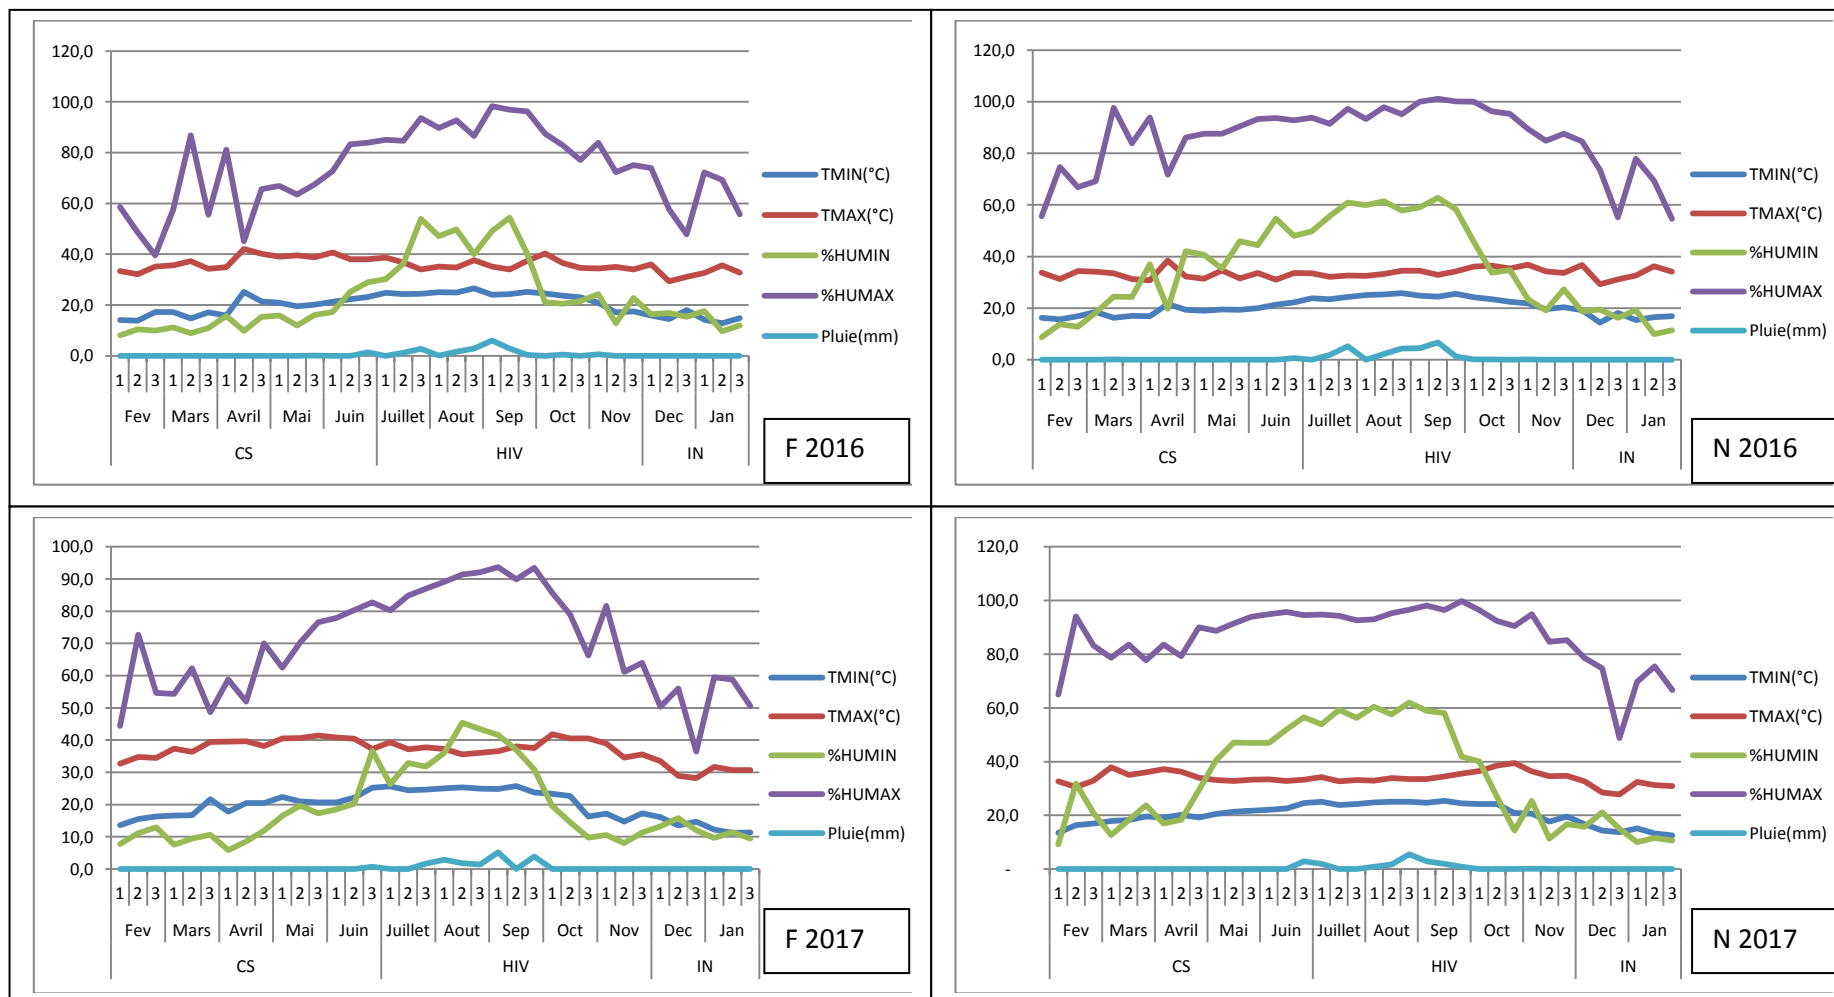 120,0
100,0
80,0
60,0
40,0
20,0
0,0
1 2 3 1 2 3 1 2 3 1 2 3 1 2 3 1 2 3 1 2 3 1 2 3 1 2 3 1 2 3 1 2 3 1 2 3
Fev Mars Avril Mai Juin Juillet Aout Sep Oct Nov Dec Jan
CS HIV IN
TMIN(°C)
TMAX(°C)
%HUMIN
%HUMAX
Pluie(mm)
F 2016
120,0
100,0
80,0
60,0
40,0
20,0
0,0
1 2 3 1 2 3 1 2 3 1 2 3 1 2 3 1 2 3 1 2 3 1 2 3 1 2 3 1 2 3 1 2 3 1 2 3
Fev Mars Avril Mai Juin Juillet Aout Sep Oct Nov Dec Jan
CS HIV IN
TMIN(°C)
TMAX(°C)
%HUMIN
%HUMAX
Pluie(mm)
N 2016
100,0
90,0
80,0
70,0
60,0
50,0
40,0
30,0
20,0
10,0
0,0
1 2 3 1 2 3 1 2 3 1 2 3 1 2 3 1 2 3 1 2 3 1 2 3 1 2 3 1 2 3 1 2 3 1 2 3
Fev Mars Avril Mai Juin Juillet Aout Sep Oct Nov Dec Jan
CS HIV IN
TMIN(°C)
TMAX(°C)
%HUMIN
%HUMAX
Pluie(mm)
F 2017
120,0
100,0
80,0
60,0
40,0
20,0
-
1 2 3 1 2 3 1 2 3 1 2 3 1 2 3 1 2 3 1 2 3 1 2 3 1 2 3 1 2 3 1 2 3 1 2 3
Fev Mars Avril Mai Juin Juillet Aout Sep Oct Nov Dec Jan
CS HIV IN
TMIN(°C)
TMAX(°C)
%HUMIN
%HUMAX
Pluie(mm)
N 2017